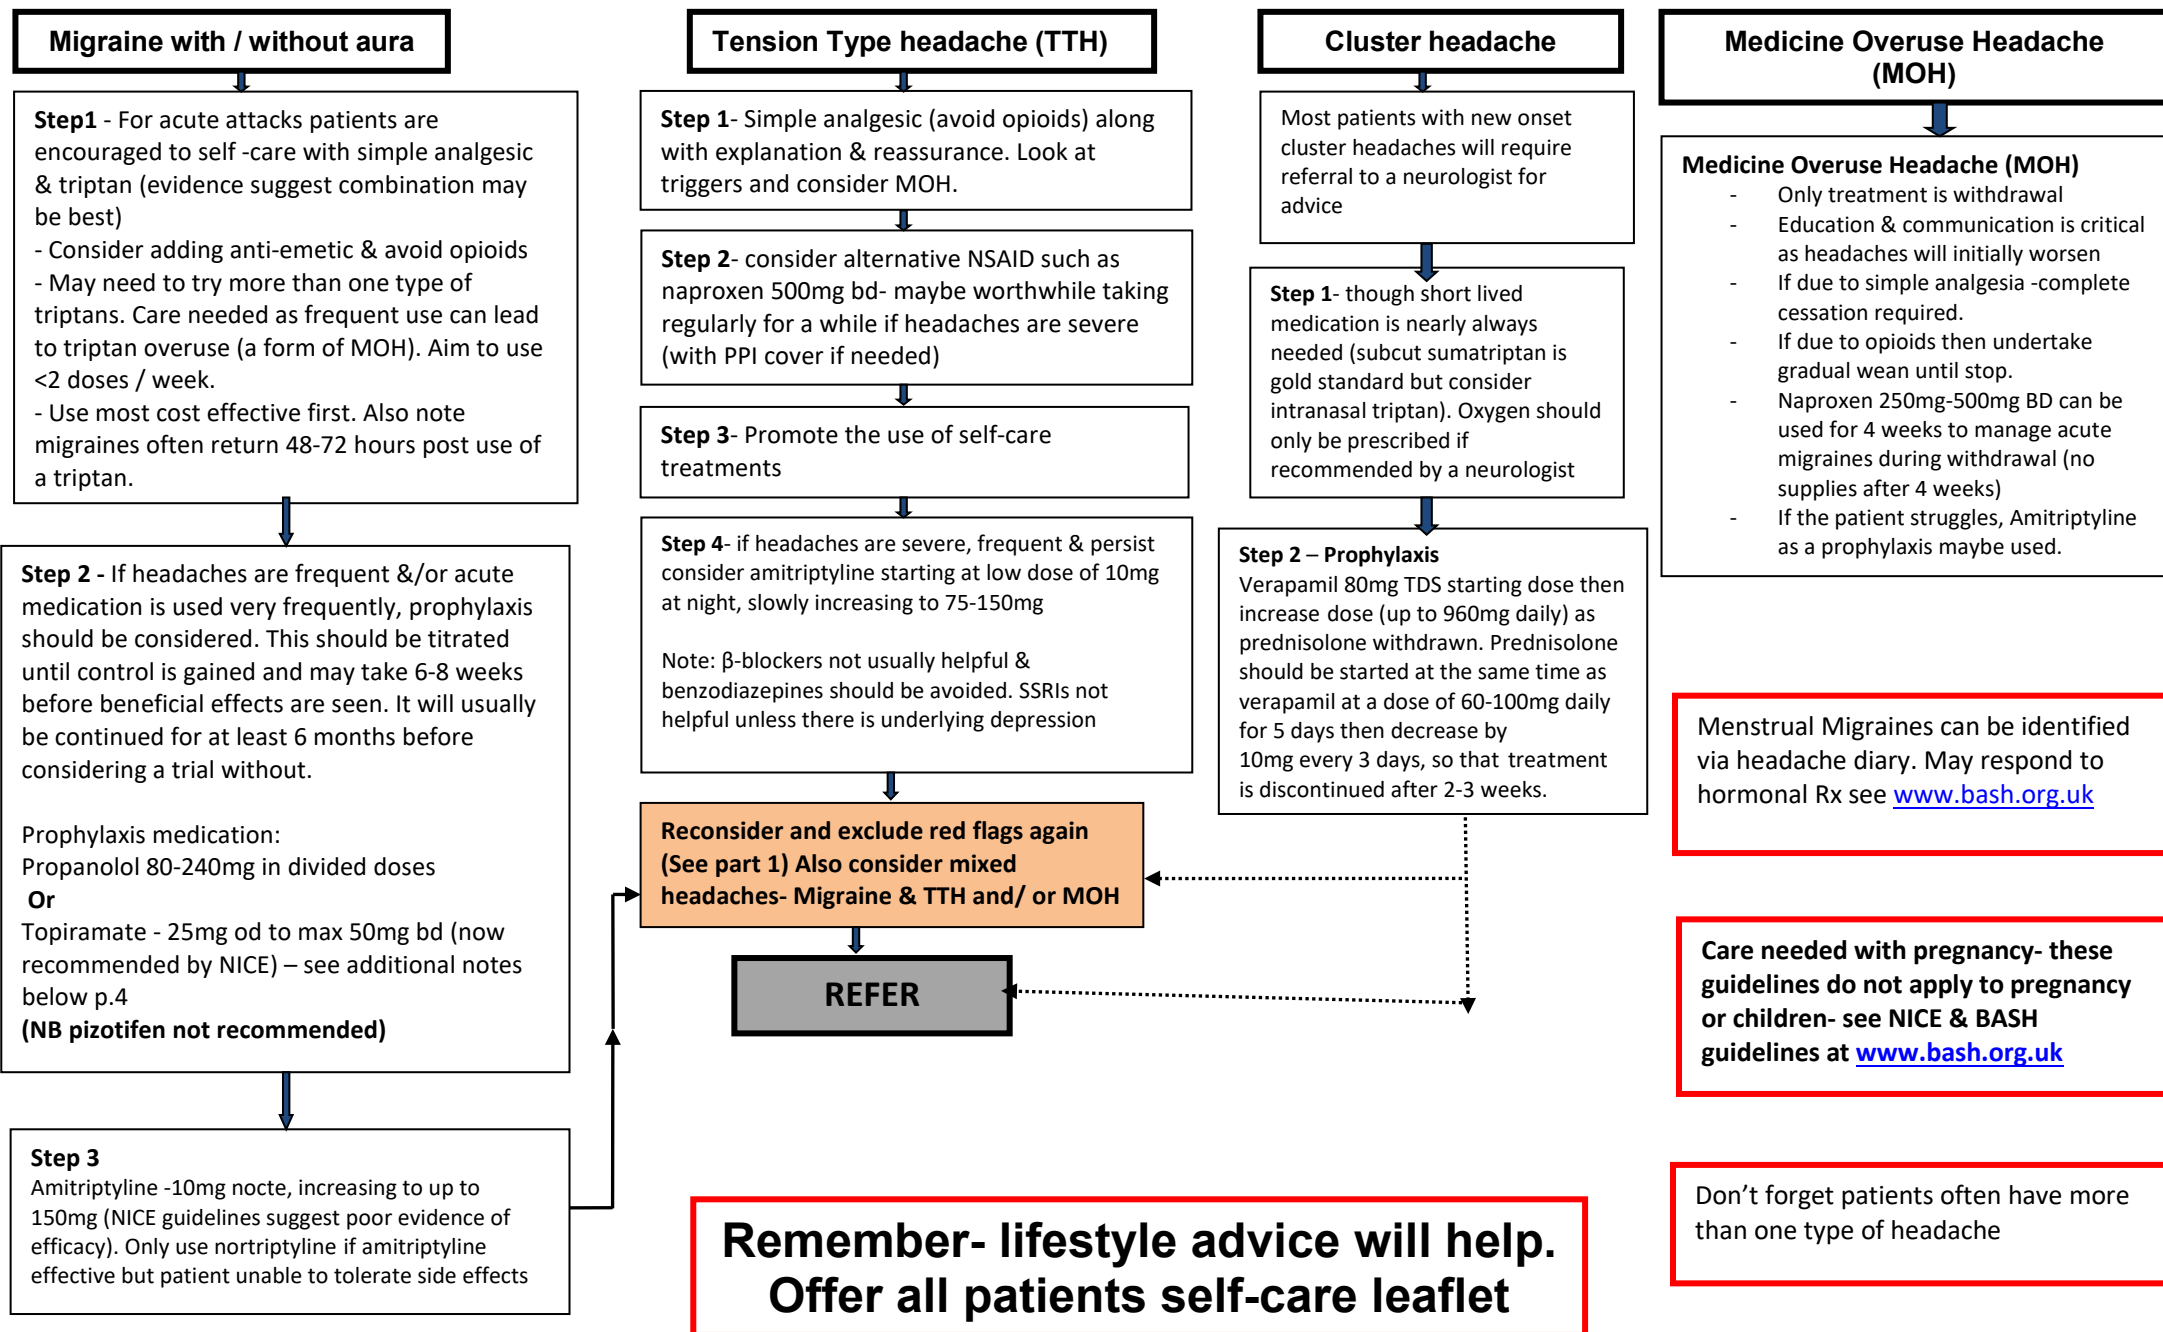 Migraine with / without aura
Step1 - For acute attacks patients are
encouraged to self -care with simple analgesic
& triptan (evidence suggest combination may
be best)
- Consider adding anti-emetic & avoid opioids
- May need to try more than one type of
triptans. Care needed as frequent use can lead
to triptan overuse (a form of MOH). Aim to use
<2 doses / week.
- Use most cost effective first. Also note
migraines often return 48-72 hours post use of
a triptan.
Step 2 - If headaches are frequent &/or acute
medication is used very frequently, prophylaxis
should be considered. This should be titrated
until control is gained and may take 6-8 weeks
before beneficial effects are seen. It will usually
be continued for at least 6 months before
considering a trial without.
Prophylaxis medication:
Propanolol 80-240mg in divided doses
Or
Topiramate - 25mg od to max 50mg bd (now
recommended by NICE) – see additional notes
below p.4
(NB pizotifen not recommended)
Step 3
Amitriptyline -10mg nocte, increasing to up to
150mg (NICE guidelines suggest poor evidence of
efficacy). Only use nortriptyline if amitriptyline
effective but patient unable to tolerate side effects
Tension Type headache (TTH)
Step 1- Simple analgesic (avoid opioids) along
with explanation & reassurance. Look at
triggers and consider MOH.
Step 2- consider alternative NSAID such as
naproxen 500mg bd- maybe worthwhile taking
regularly for a while if headaches are severe
(with PPI cover if needed)
Step 3- Promote the use of self-care
treatments
Step 4- if headaches are severe, frequent & persist
consider amitriptyline starting at low dose of 10mg
at night, slowly increasing to 75-150mg
Note: β-blockers not usually helpful &
benzodiazepines should be avoided. SSRIs not
helpful unless there is underlying depression
Reconsider and exclude red flags again
(See part 1) Also consider mixed
headaches- Migraine & TTH and/ or MOH
REFER
Cluster headache
Most patients with new onset
cluster headaches will require
referral to a neurologist for
advice
Step 1- though short lived
medication is nearly always
needed (subcut sumatriptan is
gold standard but consider
intranasal triptan). Oxygen should
only be prescribed if
recommended by a neurologist
Step 2 – Prophylaxis
Verapamil 80mg TDS starting dose then
increase dose (up to 960mg daily) as
prednisolone withdrawn. Prednisolone
should be started at the same time as
verapamil at a dose of 60-100mg daily
for 5 days then decrease by
10mg every 3 days, so that treatment
is discontinued after 2-3 weeks.
Medicine Overuse Headache
(MOH)
Medicine Overuse Headache (MOH)
- Only treatment is withdrawal
- Education & communication is critical
as headaches will initially worsen
- If due to simple analgesia -complete
cessation required.
- If due to opioids then undertake
gradual wean until stop.
- Naproxen 250mg-500mg BD can be
used for 4 weeks to manage acute
migraines during withdrawal (no
supplies after 4 weeks)
- If the patient struggles, Amitriptyline
as a prophylaxis maybe used.
Menstrual Migraines can be identified
via headache diary. May respond to
hormonal Rx see www.bash.org.uk
Care needed with pregnancy- these
guidelines do not apply to pregnancy
or children- see NICE & BASH
guidelines at www.bash.org.uk
Don’t forget patients often have more
than one type of headache
Remember- lifestyle advice will help.
Offer all patients self-care leaflet